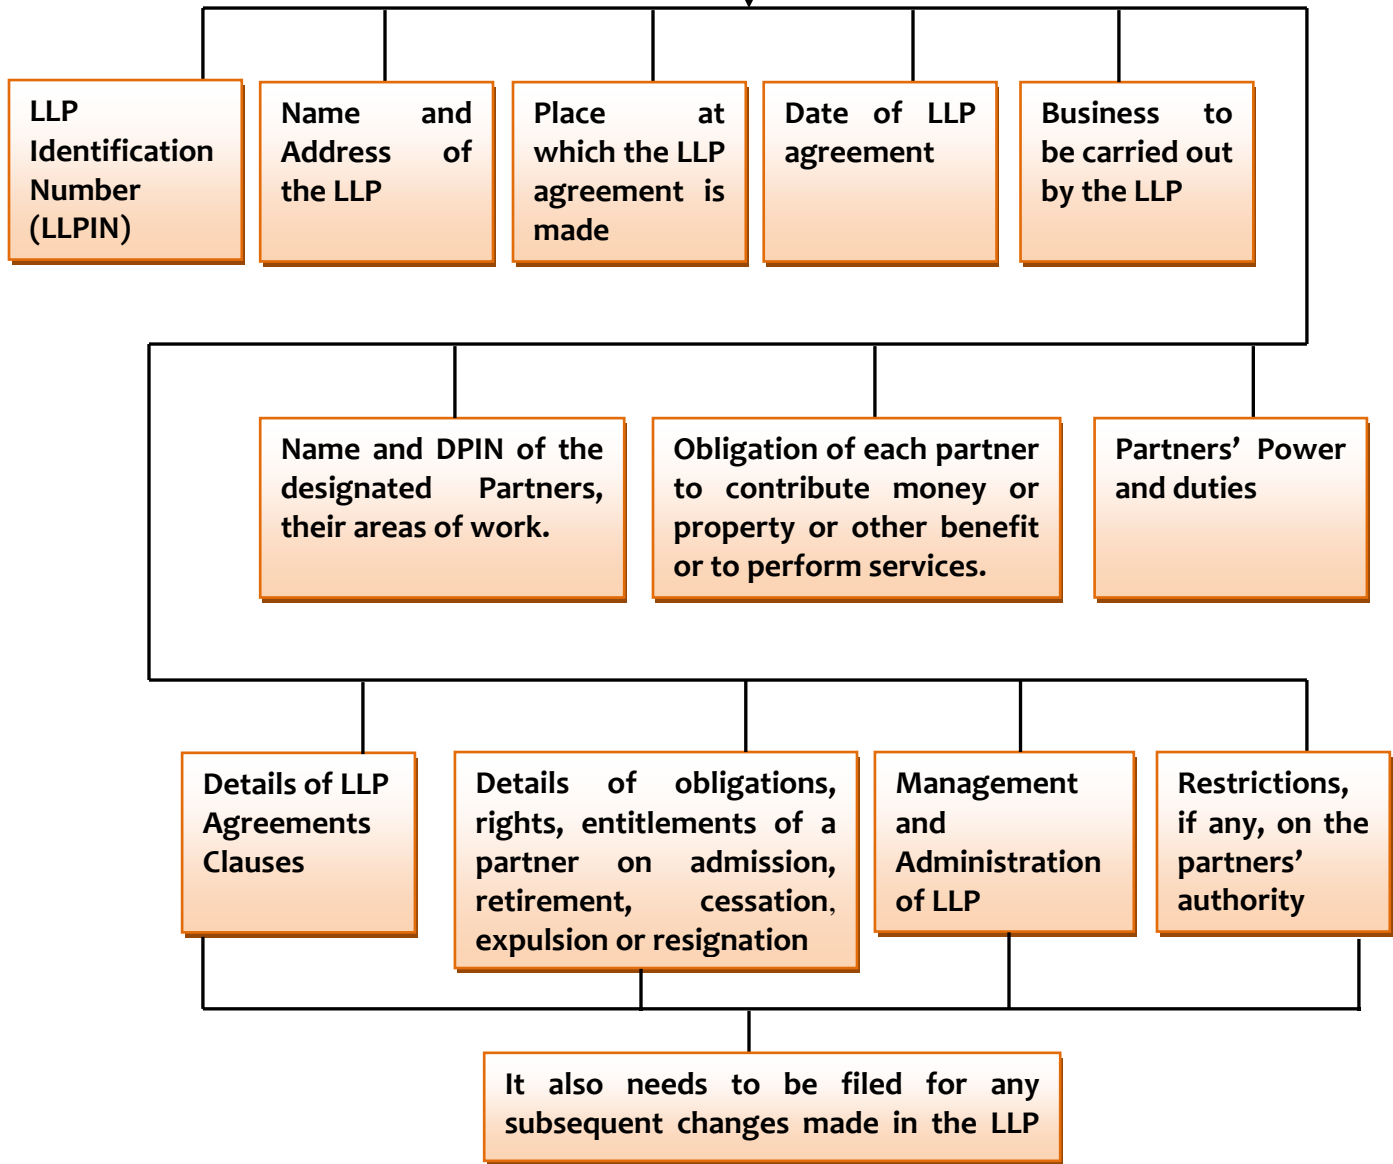 LLP
Identification
Number
(LLPIN)
Name and
Address of
the LLP
Place at
which the LLP
agreement is
made
Date of LLP
agreement
Business to
be carried out
by the LLP
Name and DPIN of the
designated Partners,
their areas of work.
Obligation of each partner
to contribute money or
property or other benefit
or to perform services.
Partners’ Power
and duties
Details of LLP
Agreements
Clauses
Details of obligations,
rights, entitlements of a
partner on admission,
retirement, cessation,
expulsion or resignation
Management
and
Administration
of LLP
Restrictions,
if any, on the
partners’
authority
It also needs to be filed for any
subsequent changes made in the LLP